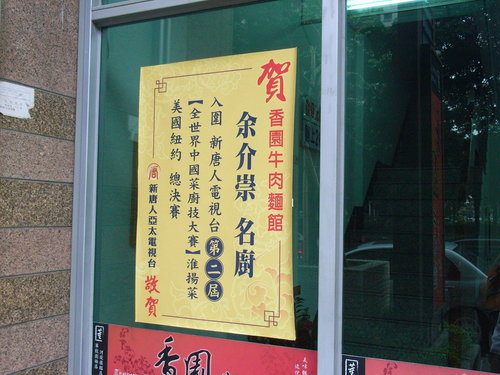 賀
香園牛肉麵館
余介崇 名廚
入圍 新唐人電視台 第二屆
【全世界中國菜廚技大賽】淮揚菜
美國紐約 總決賽
新唐人亞太電視台 敬賀
香園